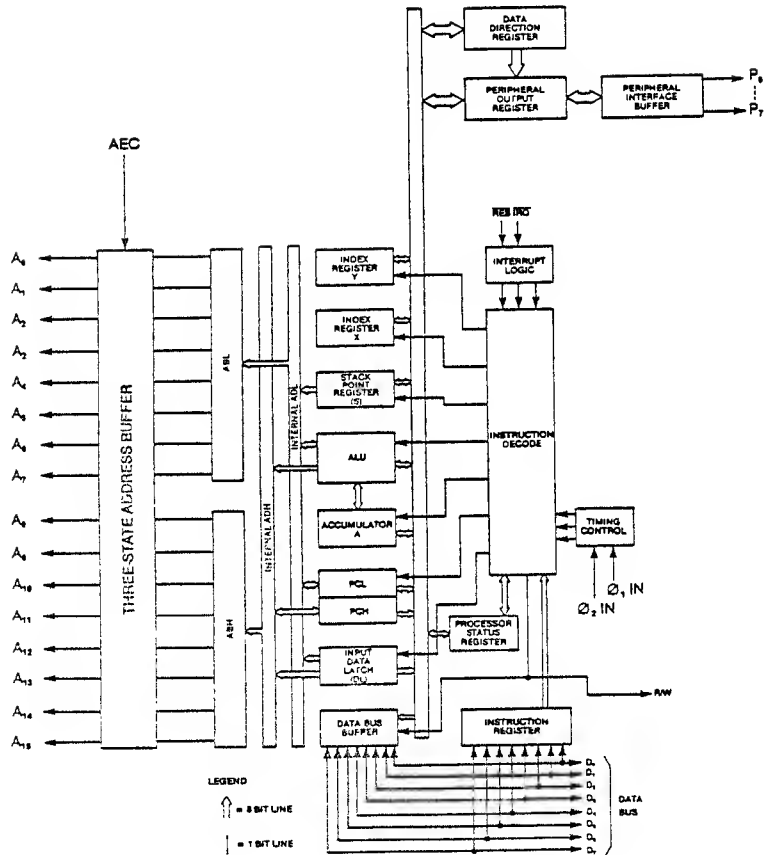 DATA
DIRECTION
REGISTER
PERIPHERAL
OUTPUT
REGISTER
PERIPHERAL
INTERFACE
BUFFER
P₇
AEC
RES IRQ
INTERRUPT
LOGIC
INDEX
REGISTER
Y
INDEX
REGISTER
X
STACK
POINT
REGISTER
(S)
ALU
ACCUMULATOR
A
PCL
PCH
INPUT
DATA
LATCH
(DL)
DATA BUS
BUFFER
INSTRUCTION
DECODE
TIMING
CONTROL
Ø₁ IN
Ø₂ IN
PROCESSOR
STATUS
REGISTER
R/W
INSTRUCTION
REGISTER
THREE-STATE ADDRESS BUFFER
ABL
ABH
INTERNAL ADH
INTERNAL ADL
A₁
A₂
A₂
A₄
A₅
A₇
A₁₀
A₁₁
A₁₂
A₁₃
A₁₄
A₁₅
DATA
BUS
LEGEND
= 8 BIT LINE
= 1 BIT LINE